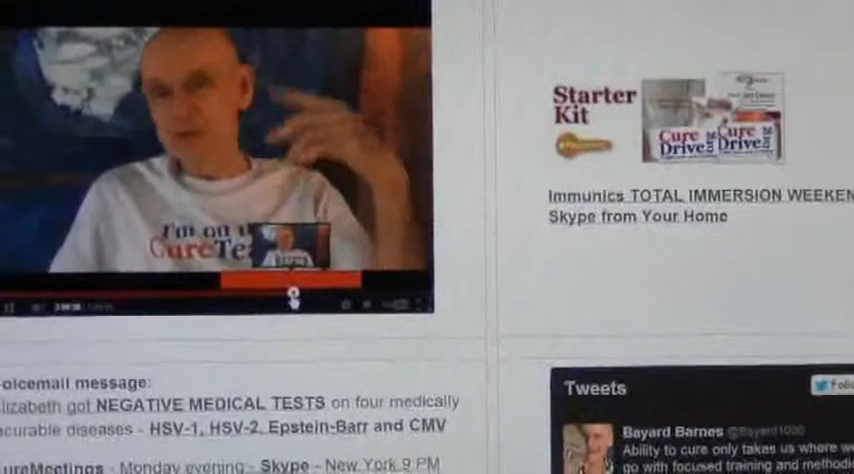 I'm on
CureTea
Starter
Kit
Cure
Drive
Cure
Drive
Immunics TOTAL IMMERSION WEEKEN
Skype from Your Home
oicemail message:
lizabeth got NEGATIVE MEDICAL TESTS on four medically
curable diseases - HSV-1, HSV-2, Epstein-Barr and CMV
ureMeetings - Monday evening - Skype - New York 9 PM
Tweets
Follo
Bayard Barnes @Bayard1000
Ability to cure only takes us where w
go with focused training and methodi